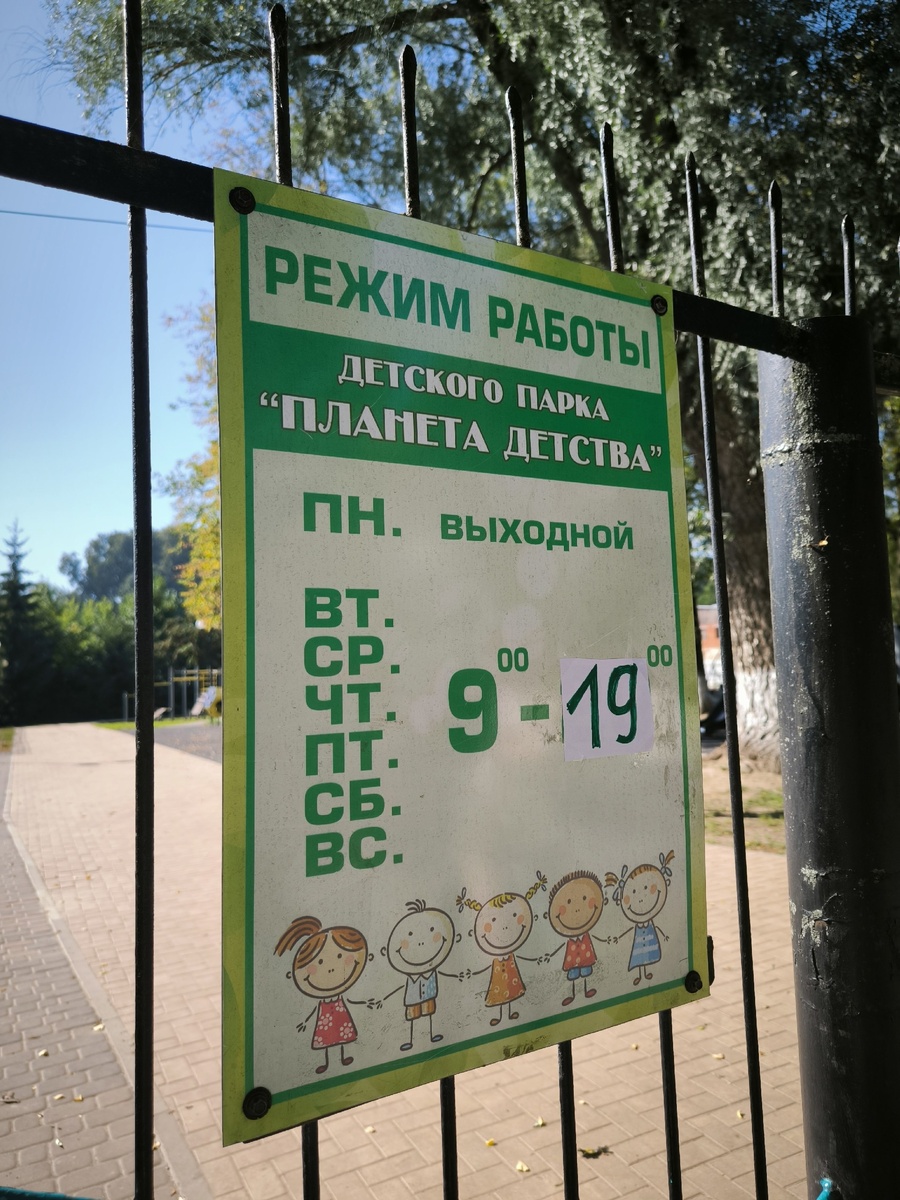 РЕЖИМ РАБОТЫ
ДЕТСКОГО ПАРКА
“ПЛАНЕТА ДЕТСТВА”
ПН. ВЫХОДНОЙ
ВТ.
СР.
ЧТ. 9⁰⁰ - 19⁰⁰
ПТ.
СБ.
ВС.